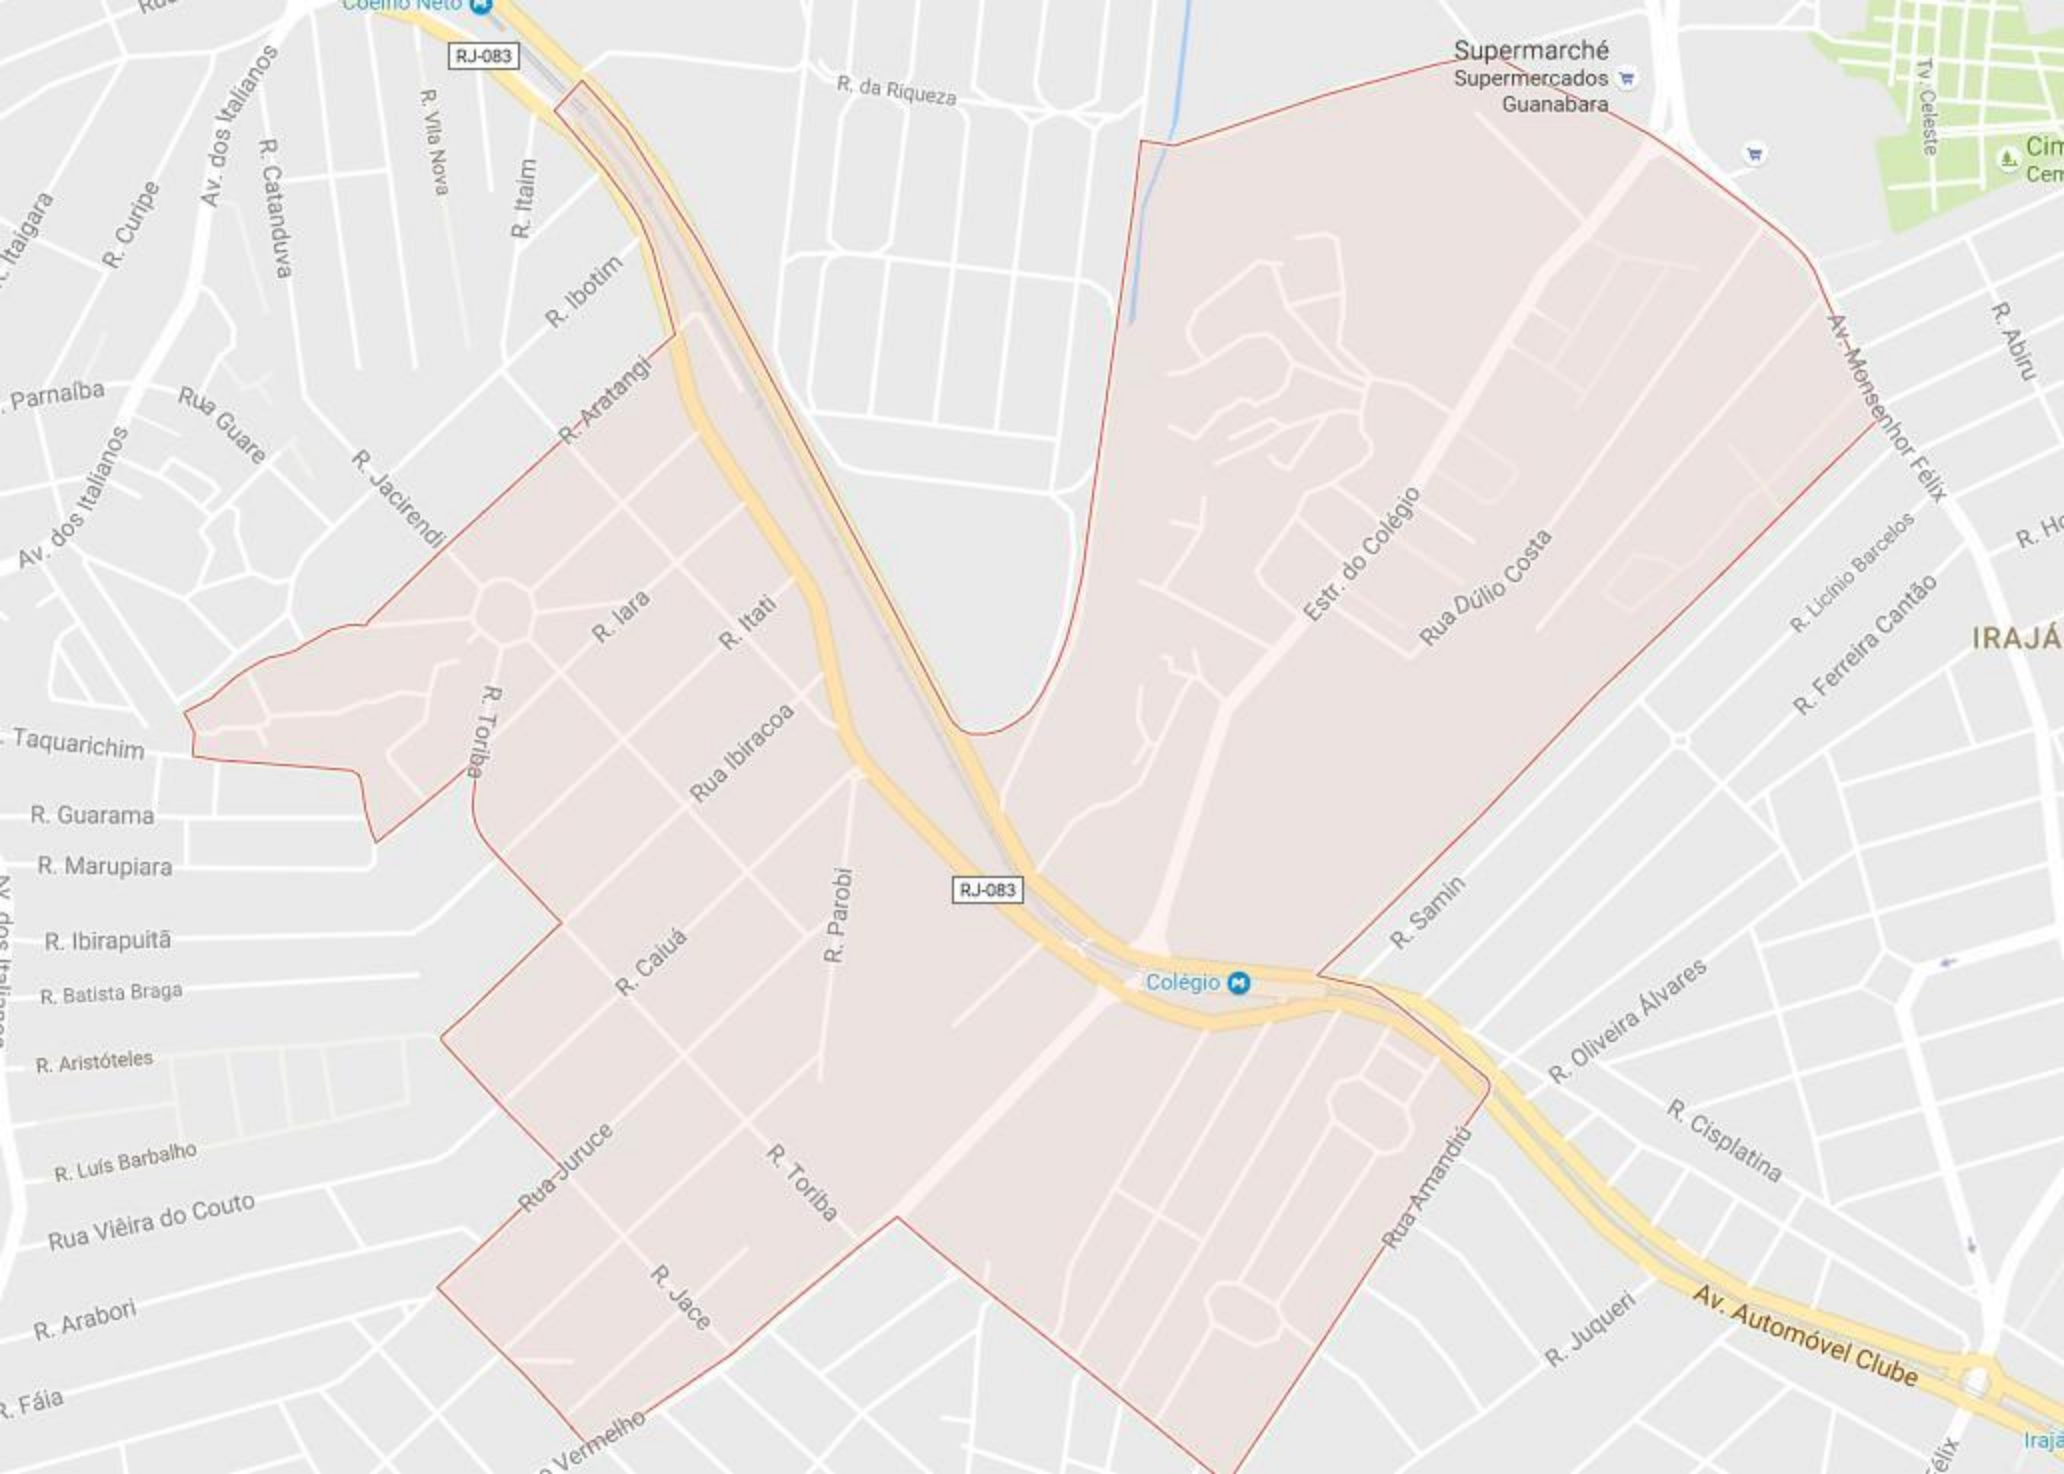 Coelho Neto
RJ-083
Supermarché
Supermercados
Guanabara
Tv. Celeste
R. da Riqueza
R. Vila Nova
Av. dos Italianos
R. Catanduva
R. Itaim
R. Curipe
R. Itaigara
R. Ibotim
R. Abiru
Av. Monsenhor Félix
Parnaíba
Rua Guare
R. Aratangi
R. Jacirendi
Av. dos Italianos
Estr. do Colégio
Rua Dúlio Costa
R. Licínio Barcelos
R. Ferreira Cantão
IRAJÁ
R. Iara
R. Itati
R. Toriba
Rua Ibiracoa
Taquarichim
R. Guarama
R. Marupiara
R. Parobi
RJ-083
R. Samin
R. Ibirapuitã
R. Caiuá
Colégio
R. Batista Braga
R. Oliveira Álvares
R. Aristóteles
R. Cisplatina
R. Luís Barbalho
Rua Juruce
R. Toriba
Rua Amandiú
Rua Viêira do Couto
R. Jace
R. Arabori
R. Juqueri
Av. Automóvel Clube
R. Fáia
Vermelho
Irajá